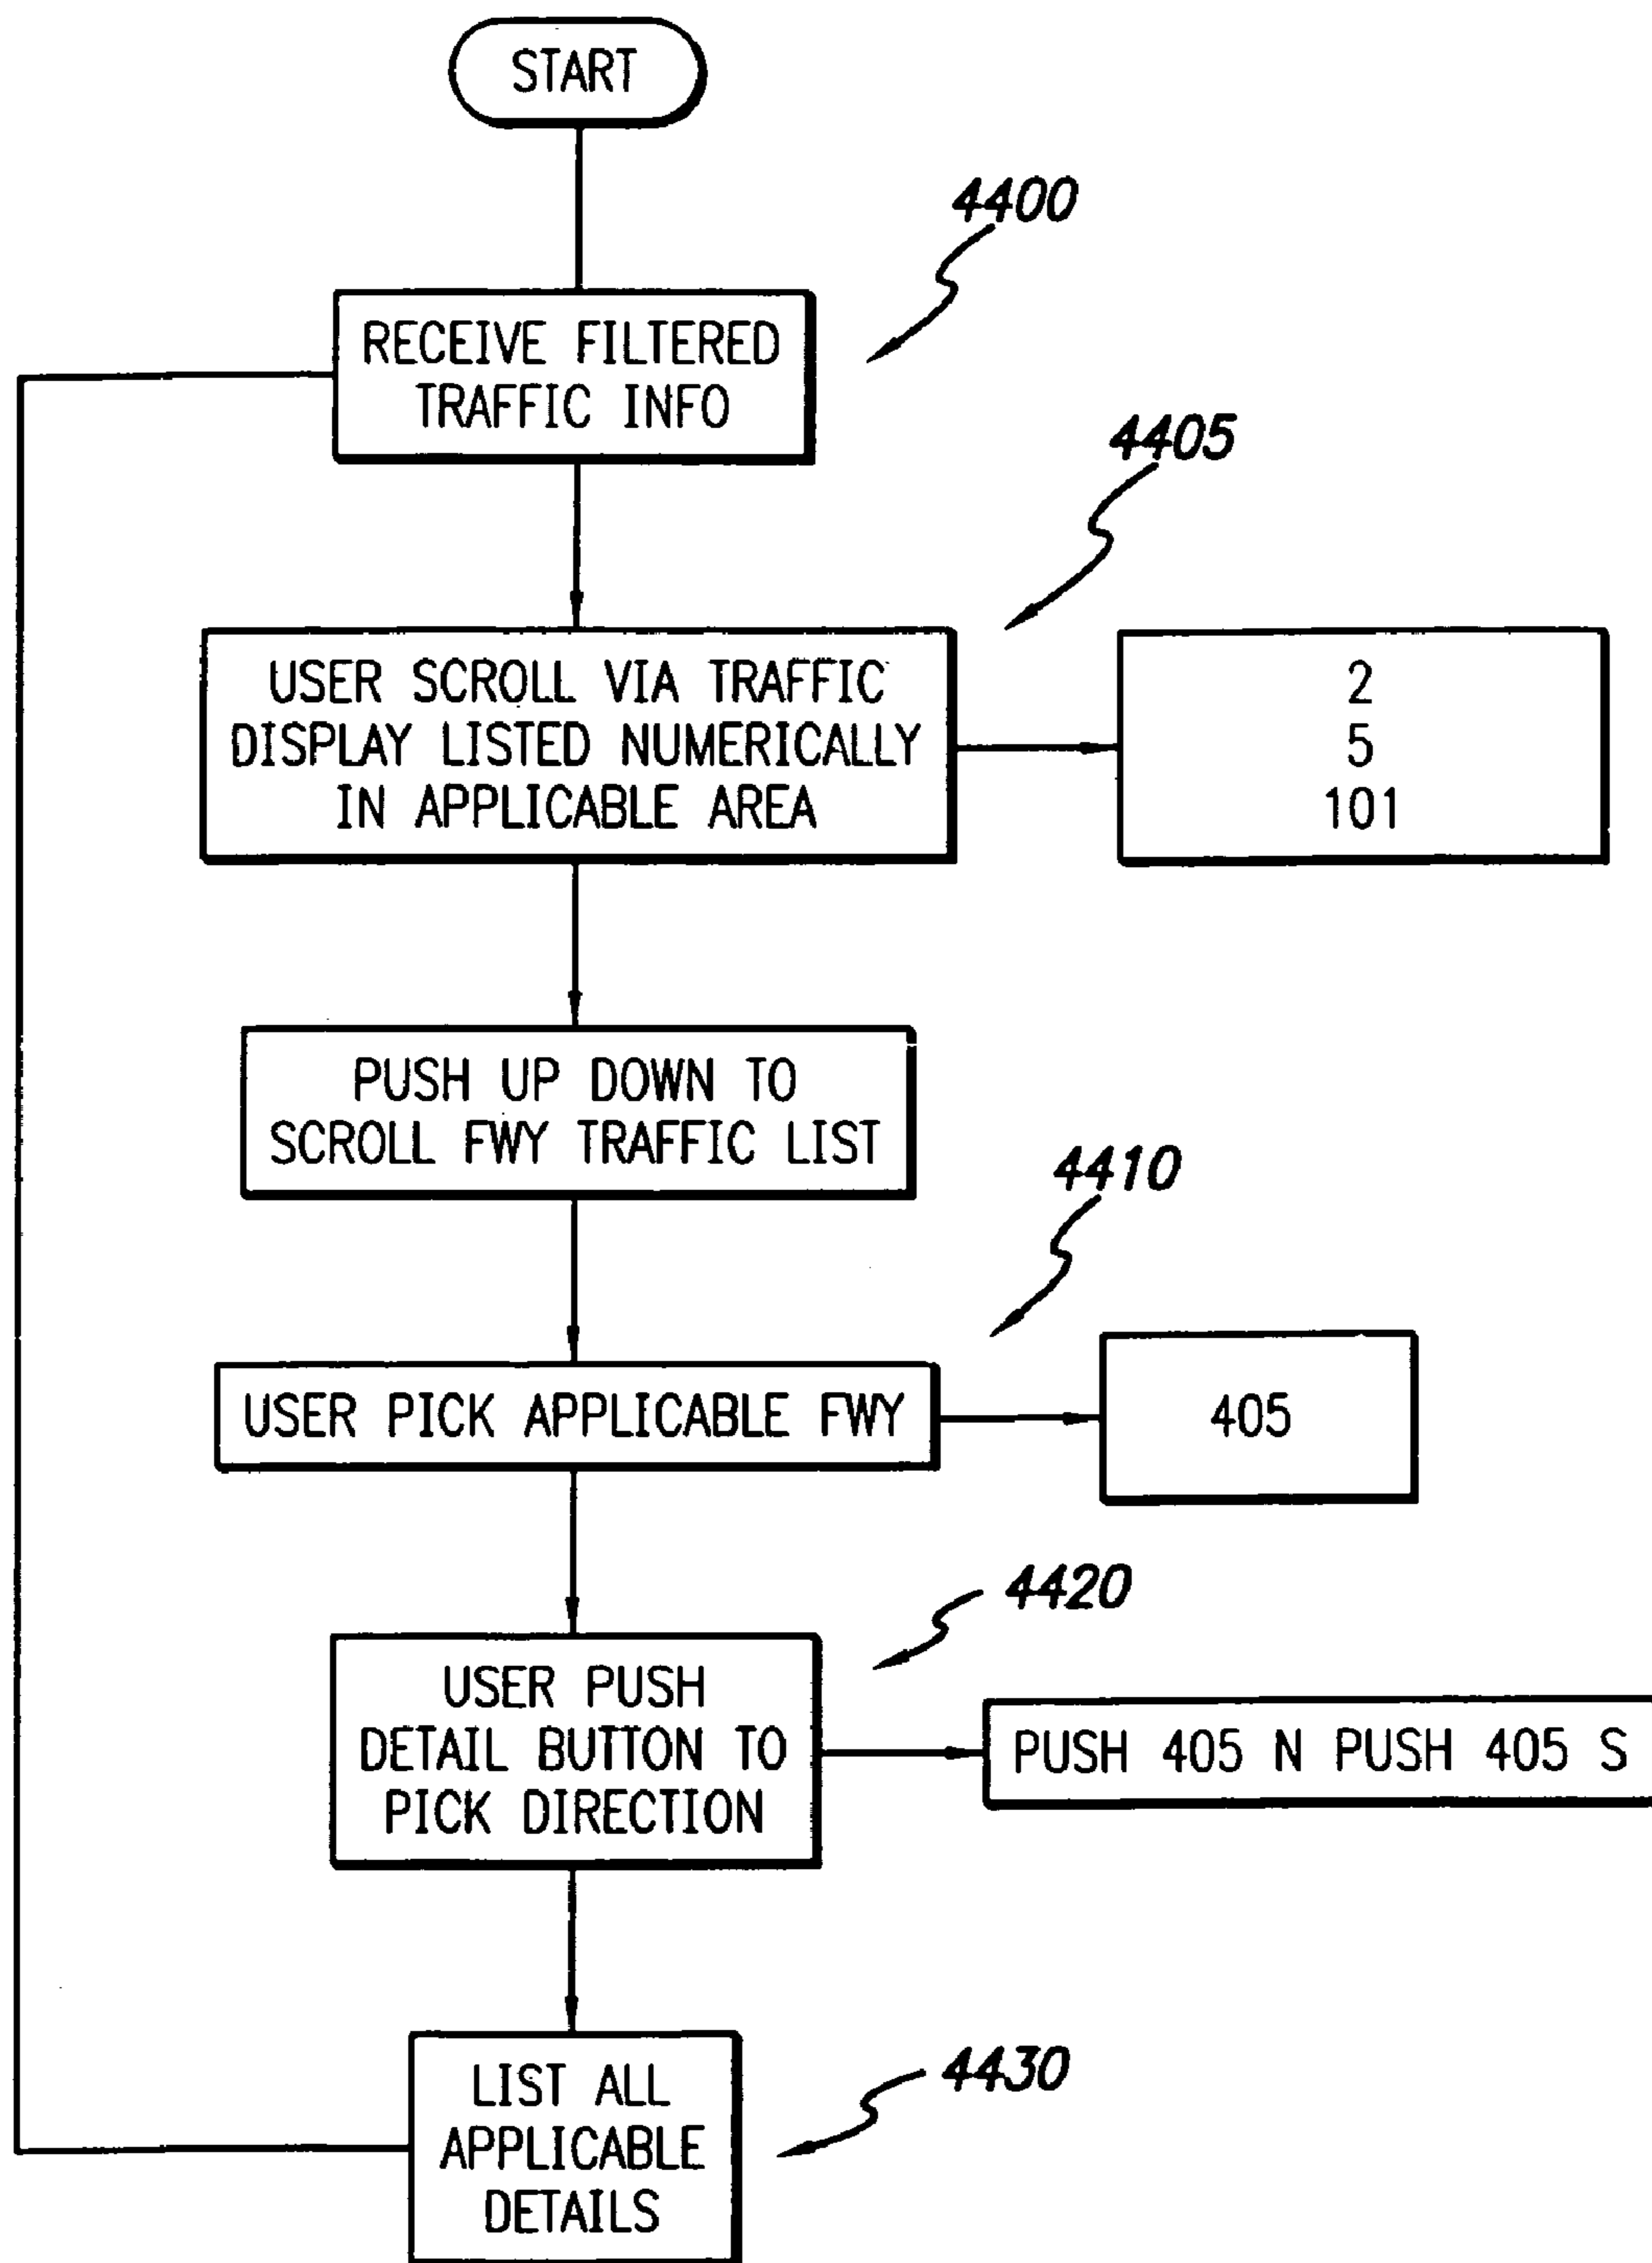 START
4400
RECEIVE FILTERED
TRAFFIC INFO
4405
USER SCROLL VIA TRAFFIC
DISPLAY LISTED NUMERICALLY
IN APPLICABLE AREA
2
5
101
PUSH UP DOWN TO
SCROLL FWY TRAFFIC LIST
4410
USER PICK APPLICABLE FWY
405
4420
USER PUSH
DETAIL BUTTON TO
PICK DIRECTION
PUSH 405 N PUSH 405 S
4430
LIST ALL
APPLICABLE
DETAILS